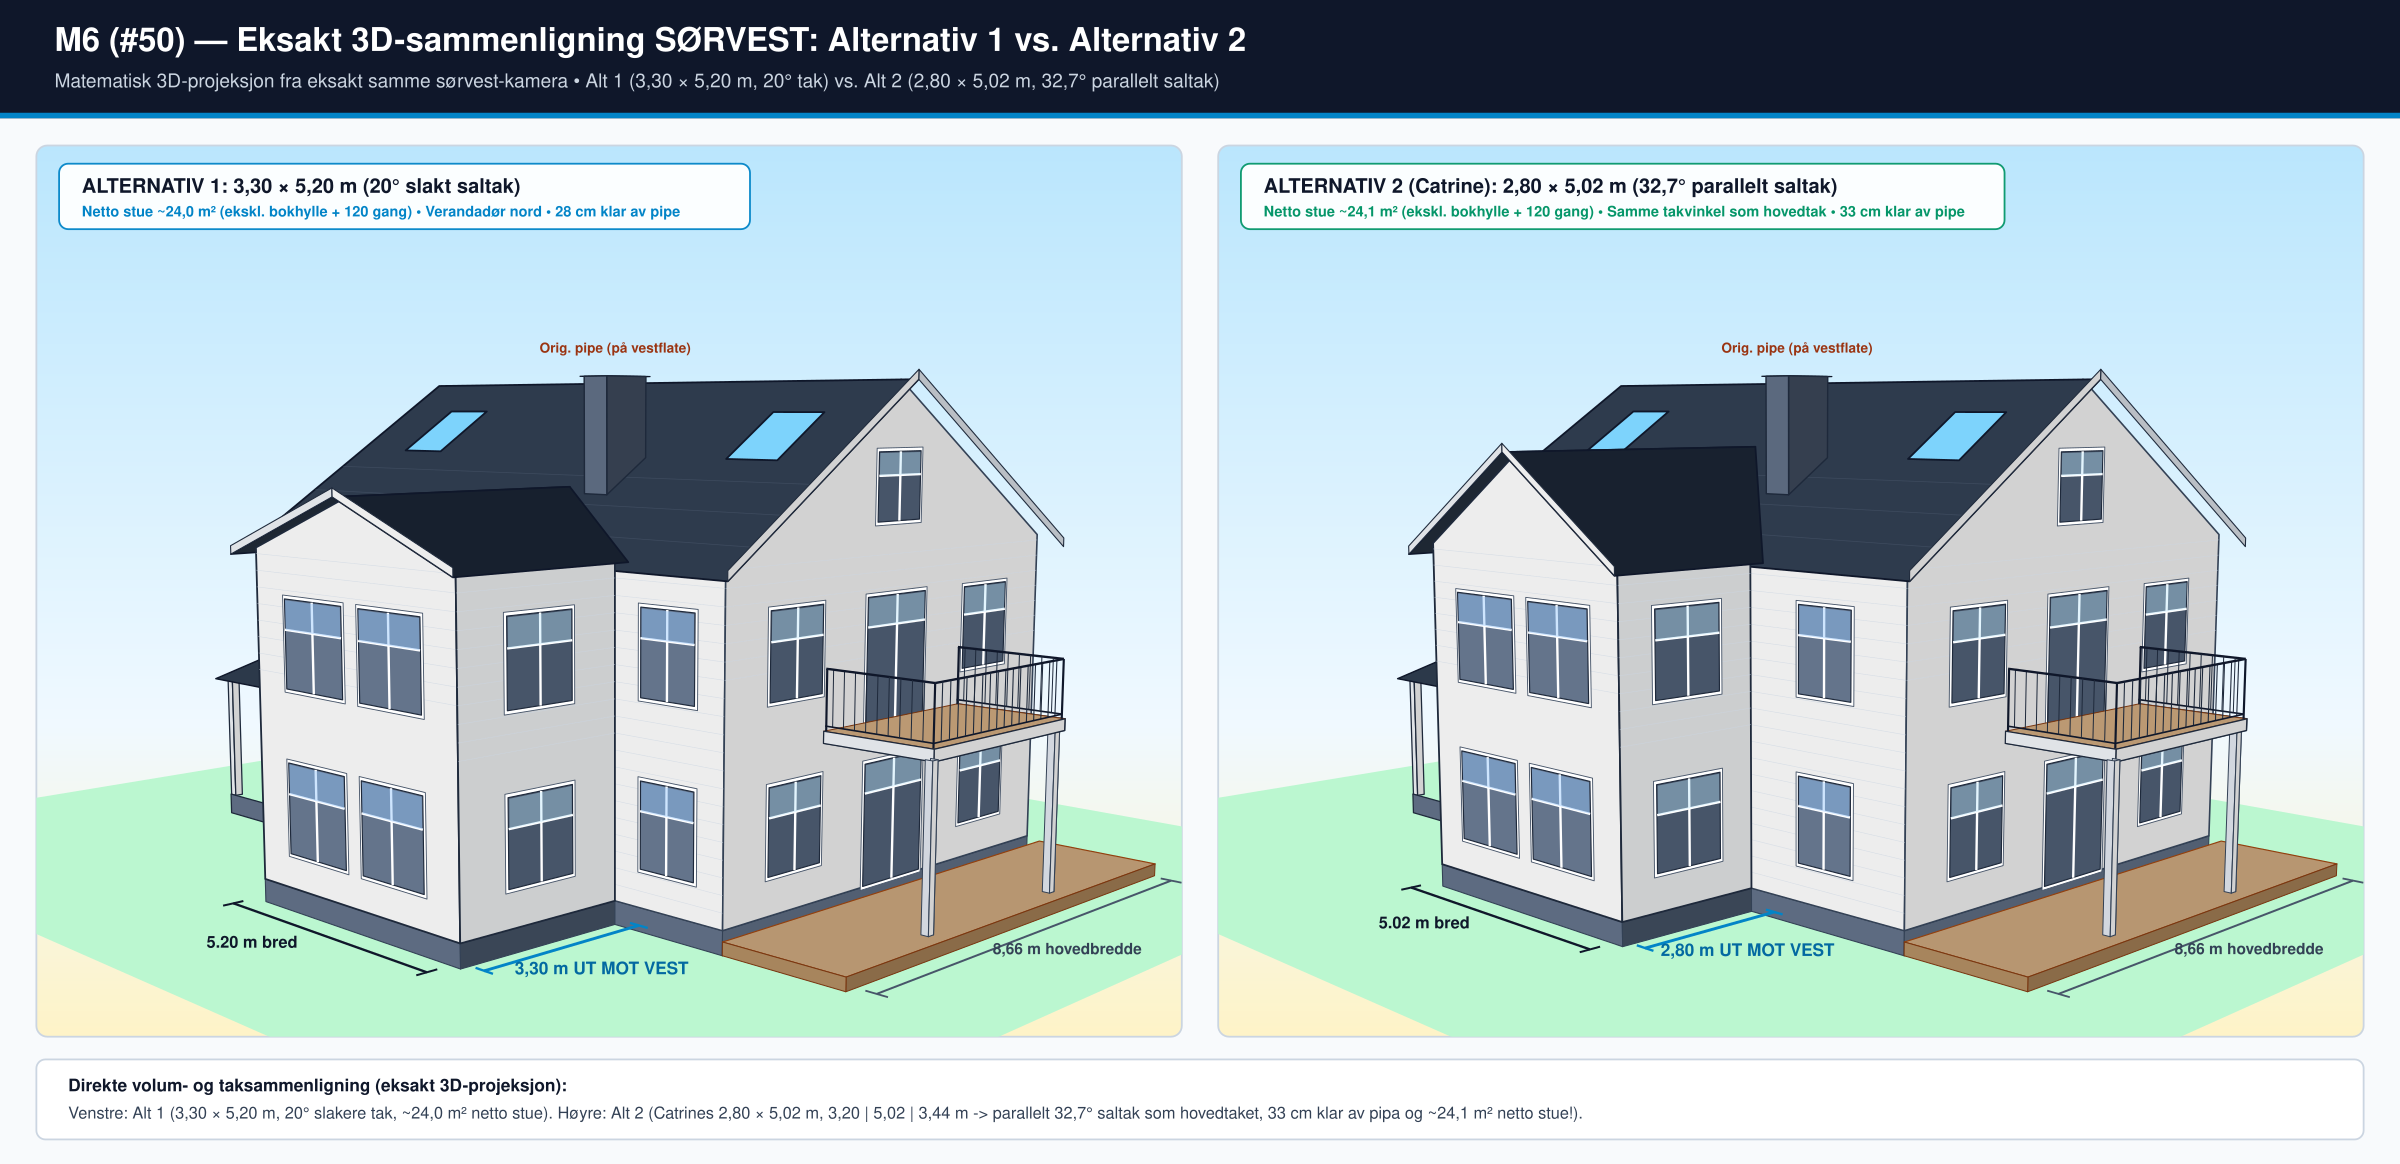 M6 (#50) — Eksakt 3D-sammenligning SØRVEST: Alternativ 1 vs. Alternativ 2
Matematisk 3D-projeksjon fra eksakt samme sørvest-kamera • Alt 1 (3,30 × 5,20 m, 20° tak) vs. Alt 2 (2,80 × 5,02 m, 32,7° parallelt saltak)
ALTERNATIV 1: 3,30 × 5,20 m (20° slakt saltak)
Netto stue ~24,0 m² (ekskl. bokhylle + 120 gang) • Verandadør nord • 28 cm klar av pipe
Orig. pipe (på vestflate)
5.20 m bred
3,30 m UT MOT VEST
8,66 m hovedbredde
ALTERNATIV 2 (Catrine): 2,80 × 5,02 m (32,7° parallelt saltak)
Netto stue ~24,1 m² (ekskl. bokhylle + 120 gang) • Samme takvinkel som hovedtak • 33 cm klar av pipe
Orig. pipe (på vestflate)
5.02 m bred
2,80 m UT MOT VEST
8,66 m hovedbredde
Direkte volum- og taksammenligning (eksakt 3D-projeksjon):
Venstre: Alt 1 (3,30 × 5,20 m, 20° slakere tak, ~24,0 m² netto stue). Høyre: Alt 2 (Catrines 2,80 × 5,02 m, 3,20 | 5,02 | 3,44 m -> parallelt 32,7° saltak som hovedtaket, 33 cm klar av pipa og ~24,1 m² netto stue!).